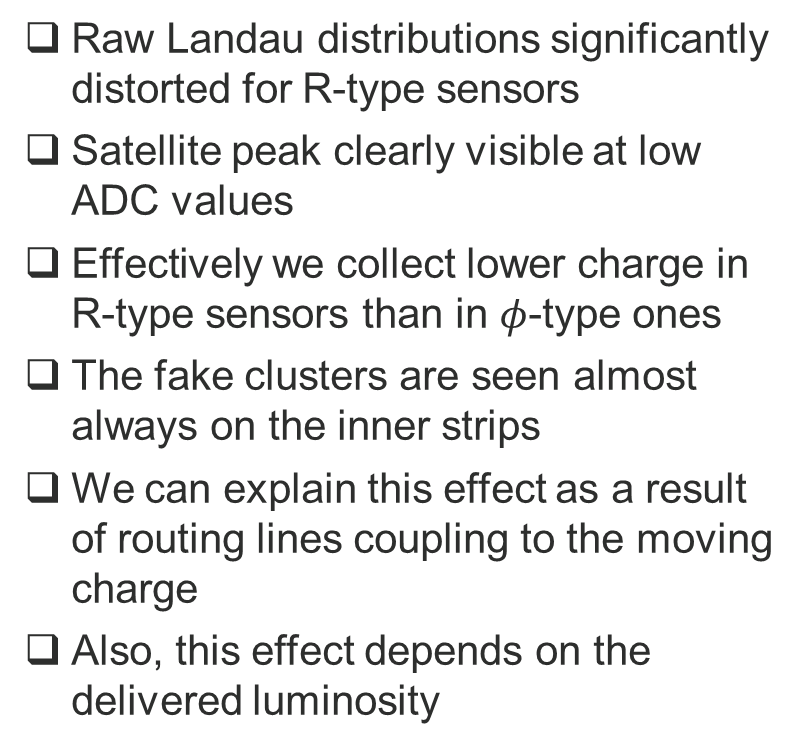 ❑ Raw Landau distributions significantly
distorted for R-type sensors
❑ Satellite peak clearly visible at low
ADC values
❑ Effectively we collect lower charge in
R-type sensors than in ϕ-type ones
❑ The fake clusters are seen almost
always on the inner strips
❑ We can explain this effect as a result
of routing lines coupling to the moving
charge
❑ Also, this effect depends on the
delivered luminosity